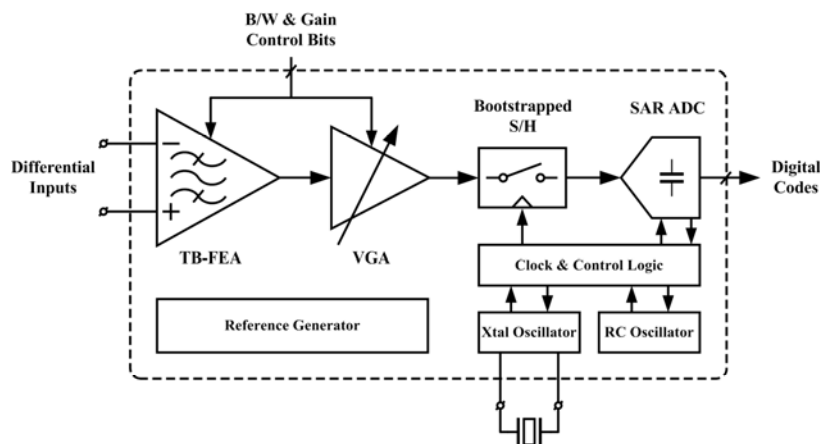 B/W & Gain
Control Bits
Bootstrapped
S/H
SAR ADC
Differential
Inputs
−
+
TB-FEA
VGA
Digital
Codes
Clock & Control Logic
Reference Generator
Xtal Oscillator
RC Oscillator